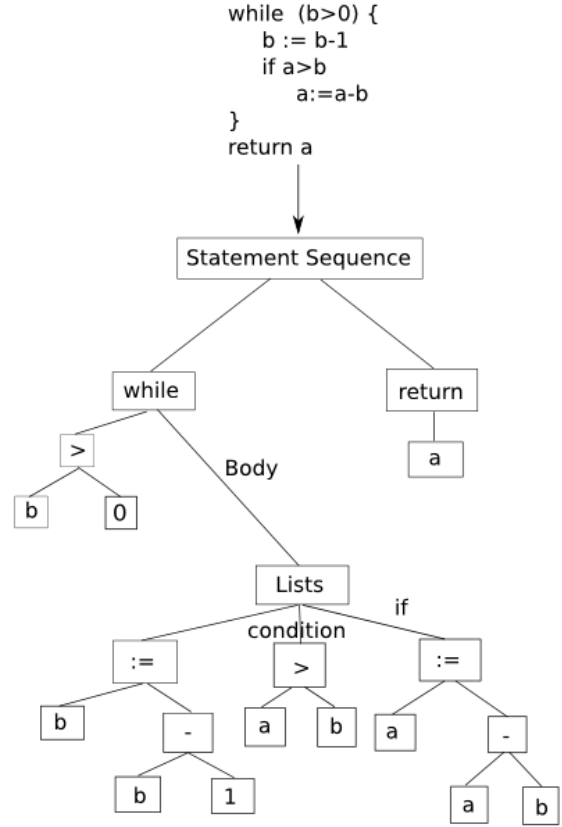 while (b>0) {
b := b-1
if a>b
a:=a-b
}
return a
Statement Sequence
while
return
>
a
Body
b
0
Lists
if
condition
:=
>
:=
b
-
a
b
a
-
b
1
a
b